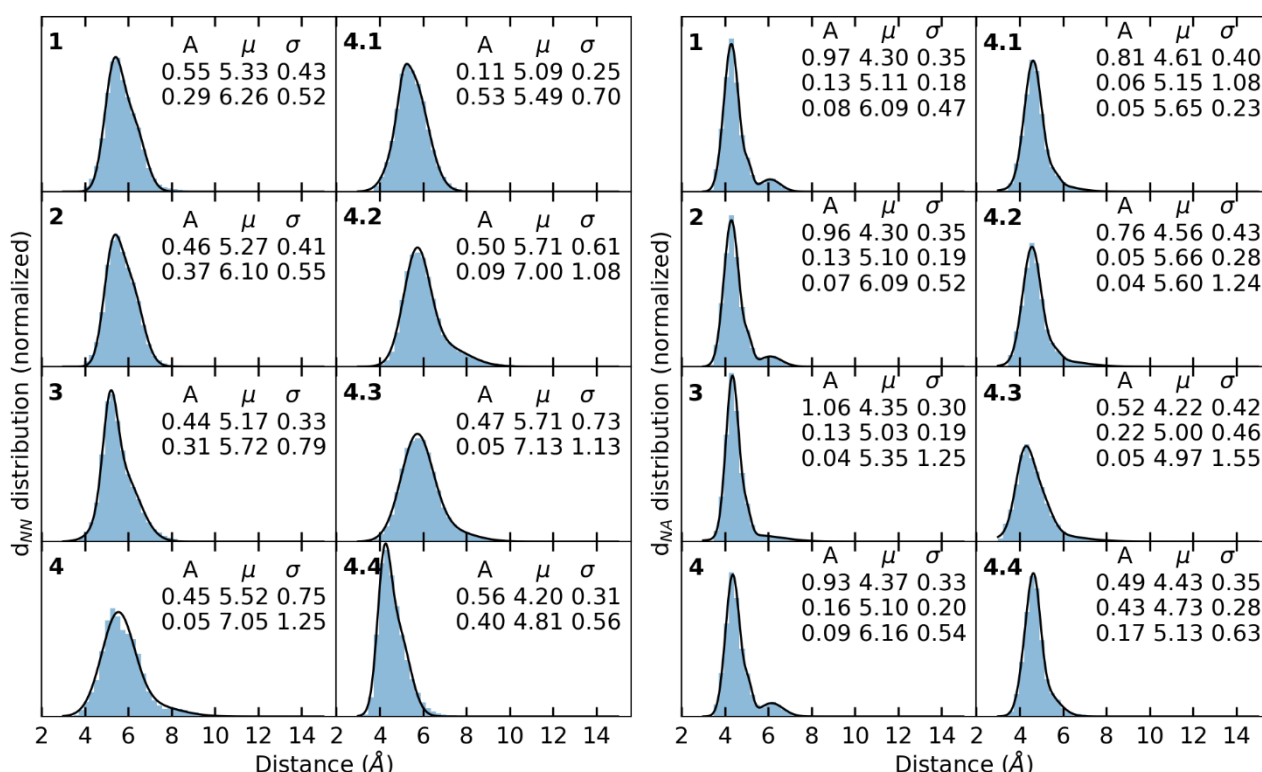 d_NN distribution (normalized)
1
A μ σ
0.55 5.33 0.43
0.29 6.26 0.52
4.1
A μ σ
0.11 5.09 0.25
0.53 5.49 0.70
2
A μ σ
0.46 5.27 0.41
0.37 6.10 0.55
4.2
A μ σ
0.50 5.71 0.61
0.09 7.00 1.08
3
A μ σ
0.44 5.17 0.33
0.31 5.72 0.79
4.3
A μ σ
0.47 5.71 0.73
0.05 7.13 1.13
4
A μ σ
0.45 5.52 0.75
0.05 7.05 1.25
4.4
A μ σ
0.56 4.20 0.31
0.40 4.81 0.56
2 4 6 8 10 12 14 2 4 6 8 10 12 14
Distance (Å)
d_NA distribution (normalized)
1
A μ σ
0.97 4.30 0.35
0.13 5.11 0.18
0.08 6.09 0.47
4.1
A μ σ
0.81 4.61 0.40
0.06 5.15 1.08
0.05 5.65 0.23
2
A μ σ
0.96 4.30 0.35
0.13 5.10 0.19
0.07 6.09 0.52
4.2
A μ σ
0.76 4.56 0.43
0.05 5.66 0.28
0.04 5.60 1.24
3
A μ σ
1.06 4.35 0.30
0.13 5.03 0.19
0.04 5.35 1.25
4.3
A μ σ
0.52 4.22 0.42
0.22 5.00 0.46
0.05 4.97 1.55
4
A μ σ
0.93 4.37 0.33
0.16 5.10 0.20
0.09 6.16 0.54
4.4
A μ σ
0.49 4.43 0.35
0.43 4.73 0.28
0.17 5.13 0.63
2 4 6 8 10 12 14 2 4 6 8 10 12 14
Distance (Å)